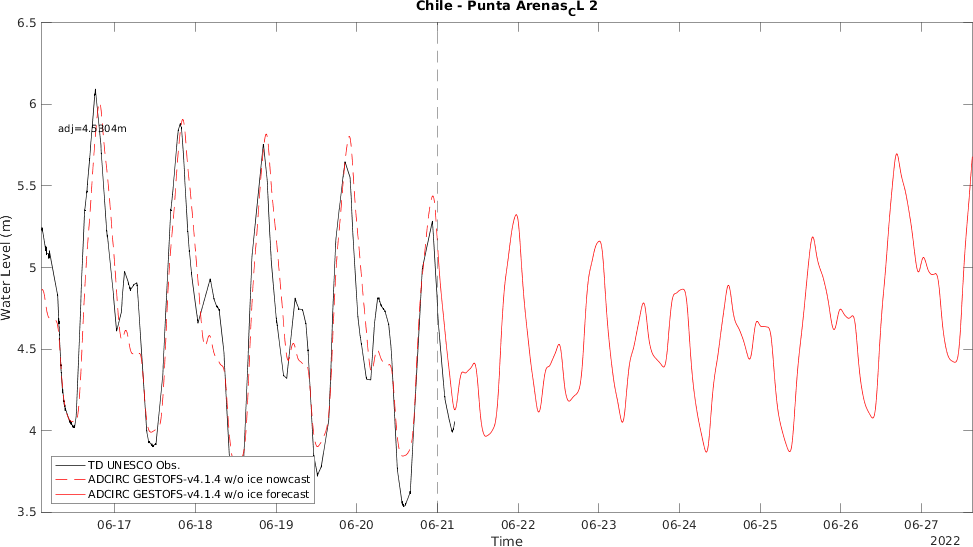 Chile - Punta Arenas_CL 2
6.5
6
adj=4.5304m
5.5
5
Water Level (m)
4.5
4
3.5
TD UNESCO Obs.
ADCIRC GESTOFS-v4.1.4 w/o ice nowcast
ADCIRC GESTOFS-v4.1.4 w/o ice forecast
06-17 06-18 06-19 06-20 06-21 06-22 06-23 06-24 06-25 06-26 06-27
Time
2022